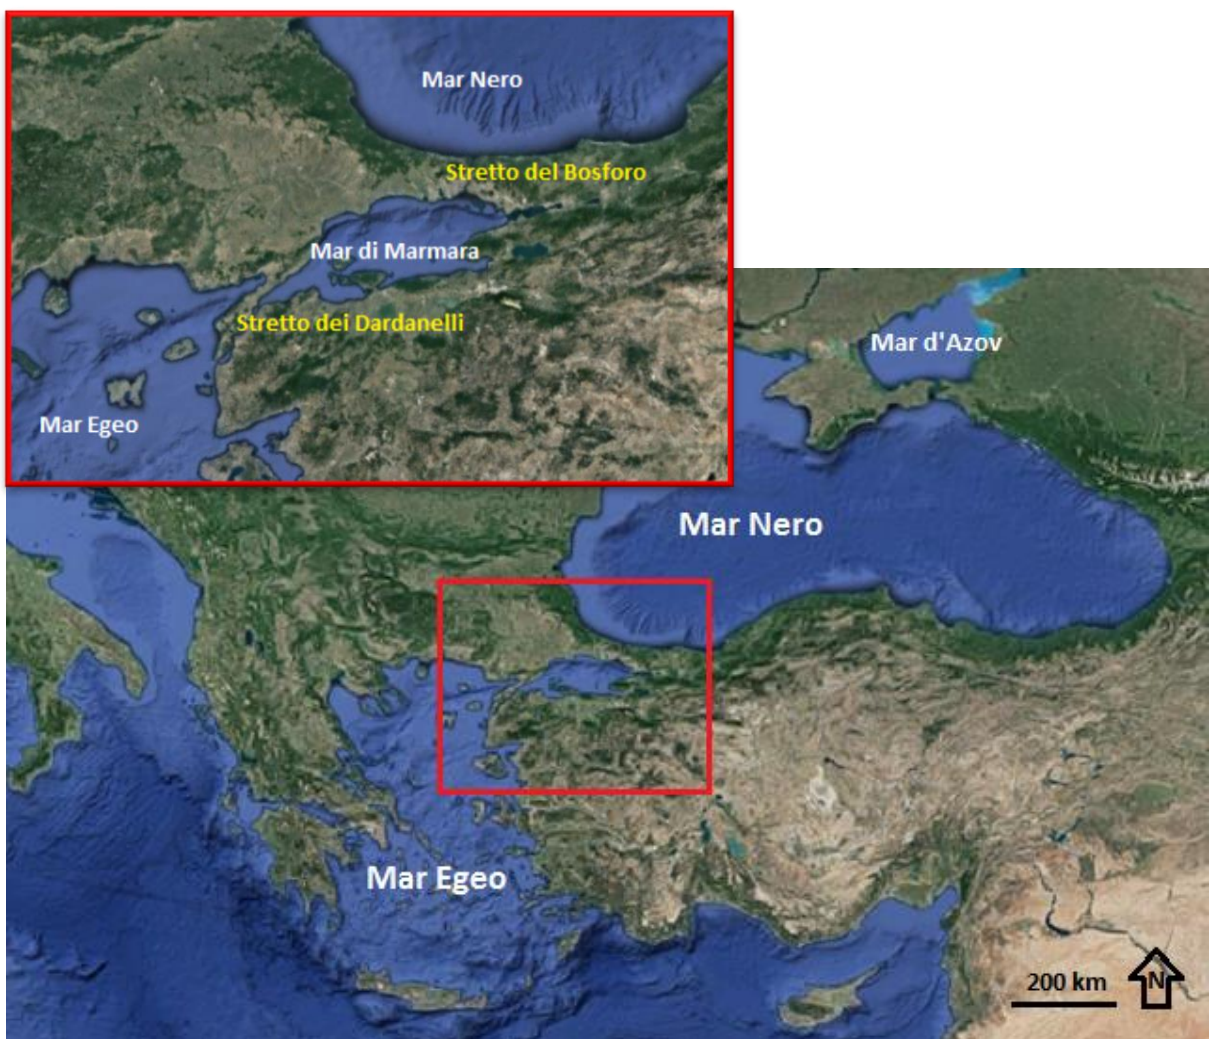 Mar Nero
Stretto del Bosforo
Mar di Marmara
Stretto dei Dardanelli
Mar Egeo
Mar d'Azov
Mar Nero
Mar Egeo
200 km
N